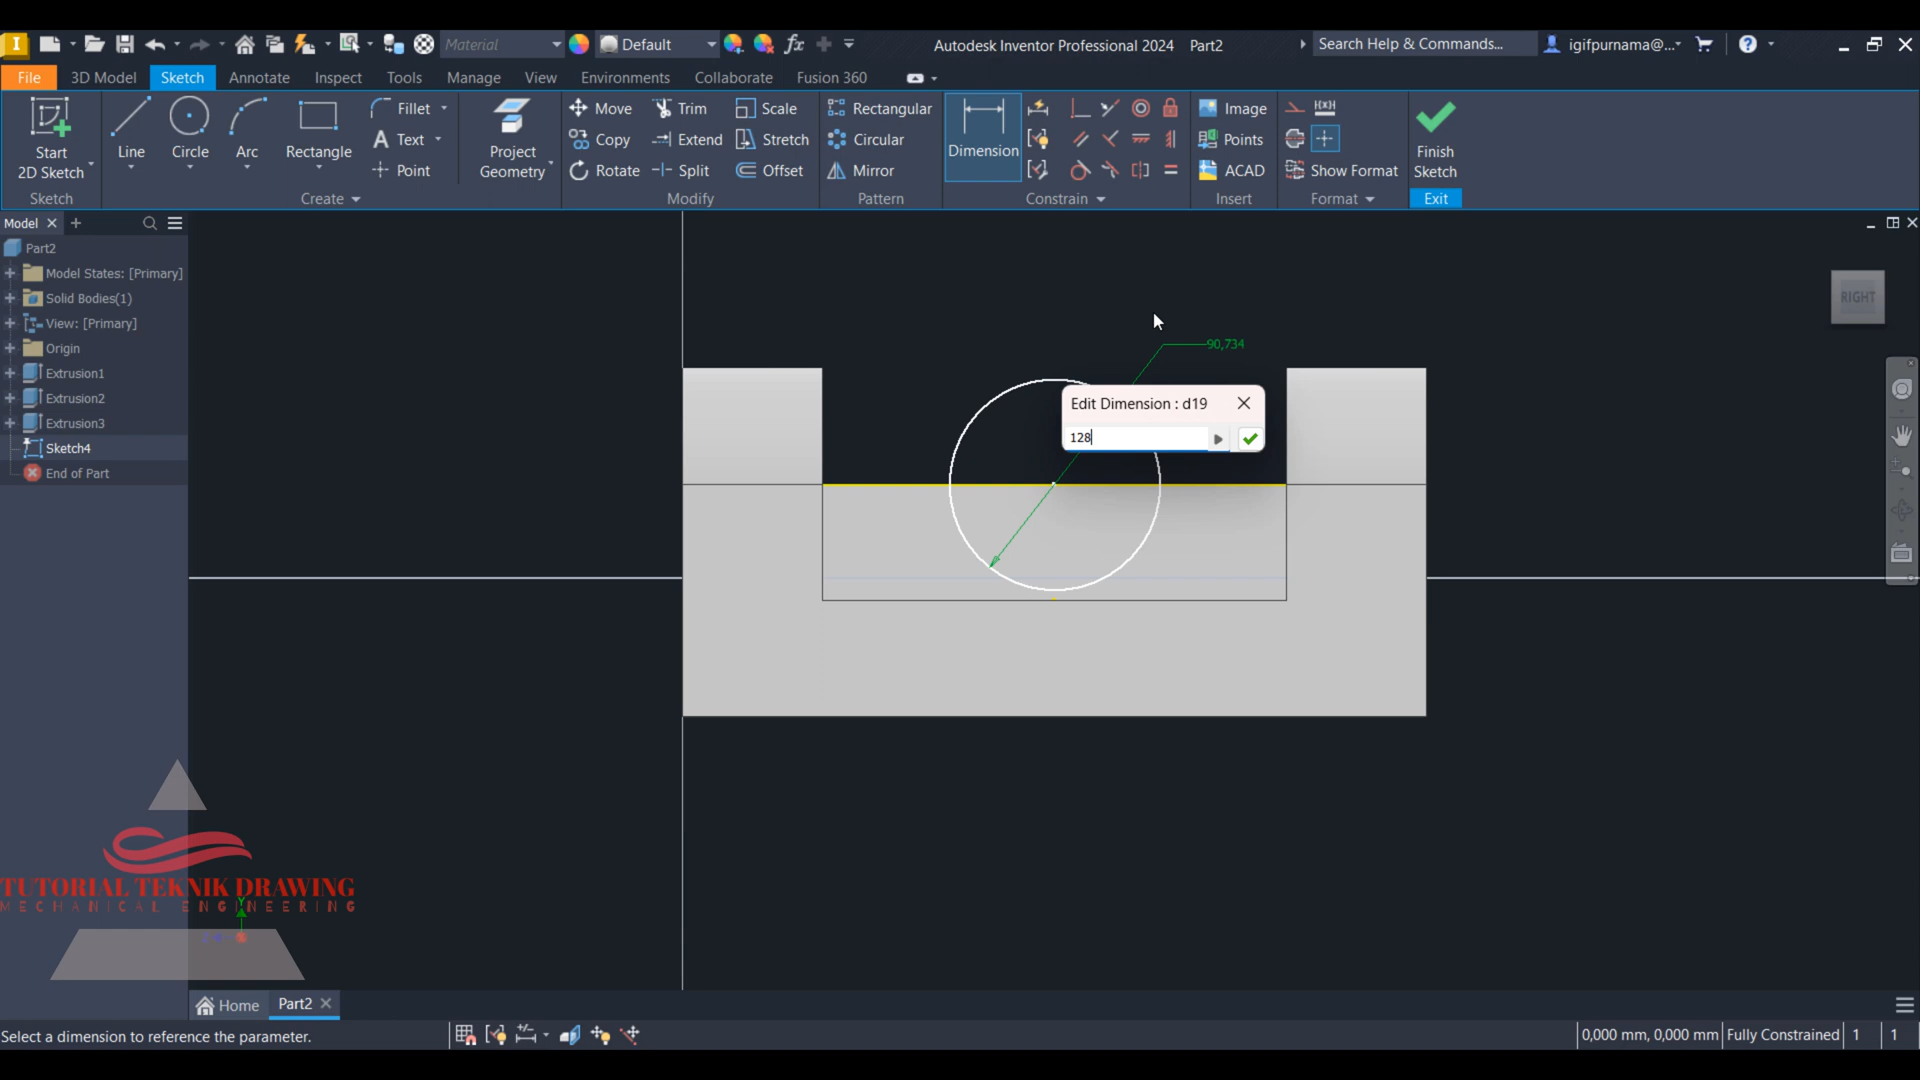 Material
Default
fx
Autodesk Inventor Professional 2024 Part2
Search Help & Commands...
igifpurnama@...
File
3D Model
Sketch
Annotate
Inspect
Tools
Manage
View
Environments
Collaborate
Fusion 360
Start
2D Sketch
Line
Circle
Arc
Rectangle
Fillet
Text
Point
Project
Geometry
Move
Copy
Rotate
Trim
Extend
Split
Scale
Stretch
Offset
Rectangular
Circular
Mirror
Dimension
Image
Points
ACAD
Show Format
Finish
Sketch
Sketch
Create
Modify
Pattern
Constrain
Insert
Format
Exit
Model
Part2
Model States: [Primary]
Solid Bodies(1)
View: [Primary]
Origin
Extrusion1
Extrusion2
Extrusion3
Sketch4
End of Part
RIGHT
90,734
Edit Dimension : d19
128
TUTORIAL TEKNIK DRAWING
MECHANICAL ENGINEERING
Y
Home
Part2
Select a dimension to reference the parameter.
0,000 mm, 0,000 mm
Fully Constrained
1
1